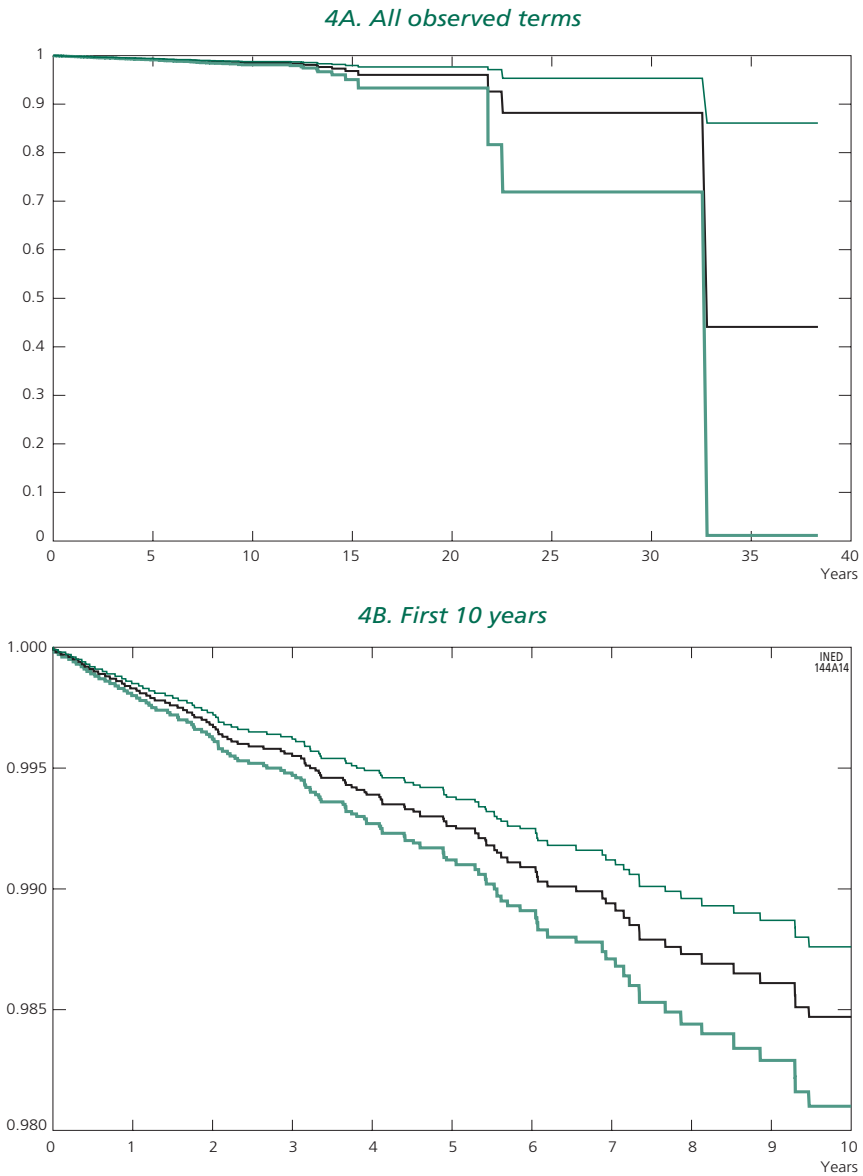 4A. All observed terms
1
0.9
0.8
0.7
0.6
0.5
0.4
0.3
0.2
0.1
0
0 5 10 15 20 25 30 35 40
Years
4B. First 10 years
INED
144A14
1.000
0.995
0.990
0.985
0.980
0 1 2 3 4 5 6 7 8 9 10
Years